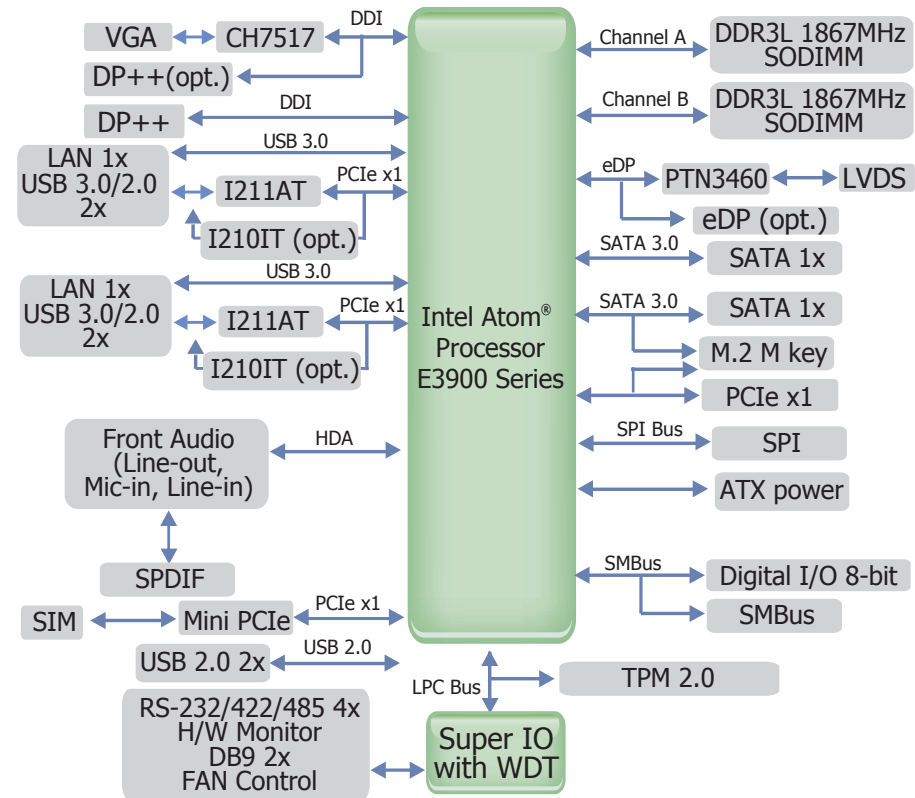 DDI
VGA
CH7517
DP++(opt.)
DDI
DP++
USB 3.0
LAN 1x
USB 3.0/2.0
2x
I211AT
PCIe x1
I210IT (opt.)
USB 3.0
LAN 1x
USB 3.0/2.0
2x
I211AT
PCIe x1
I210IT (opt.)
Front Audio
(Line-out,
Mic-in, Line-in)
HDA
SPDIF
SIM
Mini PCIe
PCIe x1
USB 2.0 2x
USB 2.0
RS-232/422/485 4x
H/W Monitor
DB9 2x
FAN Control
Intel Atom®
Processor
E3900 Series
LPC Bus
Super IO
with WDT
TPM 2.0
Channel A
DDR3L 1867MHz
SODIMM
Channel B
DDR3L 1867MHz
SODIMM
eDP
PTN3460
LVDS
eDP (opt.)
SATA 3.0
SATA 1x
SATA 3.0
SATA 1x
M.2 M key
PCIe x1
SPI Bus
SPI
ATX power
SMBus
Digital I/O 8-bit
SMBus